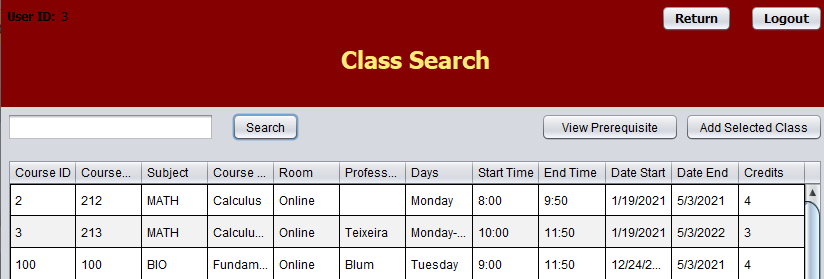 User ID: 3
Return Logout
Class Search
Search View Prerequisite Add Selected Class
Course ID Course... Subject Course ... Room Profess... Days Start Time End Time Date Start Date End Credits
2 212 MATH Calculus Online Monday 8:00 9:50 1/19/2021 5/3/2021 4
3 213 MATH Calculu... Online Teixeira Monday-... 10:00 11:50 1/19/2021 5/3/2022 3
100 100 BIO Fundam... Online Blum Tuesday 9:00 11:50 12/24/2... 5/3/2021 4